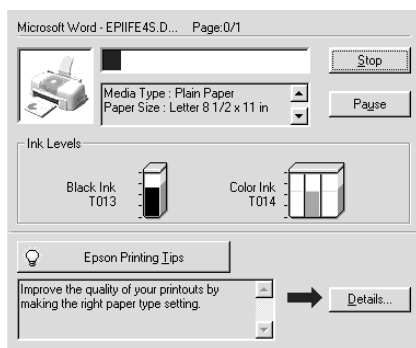 Microsoft Word - EPIIFE4S.D... Page:0/1
Stop
Media Type : Plain Paper
Paper Size : Letter 8 1/2 x 11 in
Pause
Ink Levels
Black Ink
T013
Color Ink
T014
Epson Printing Tips
Improve the quality of your printouts by
making the right paper type setting.
Details...